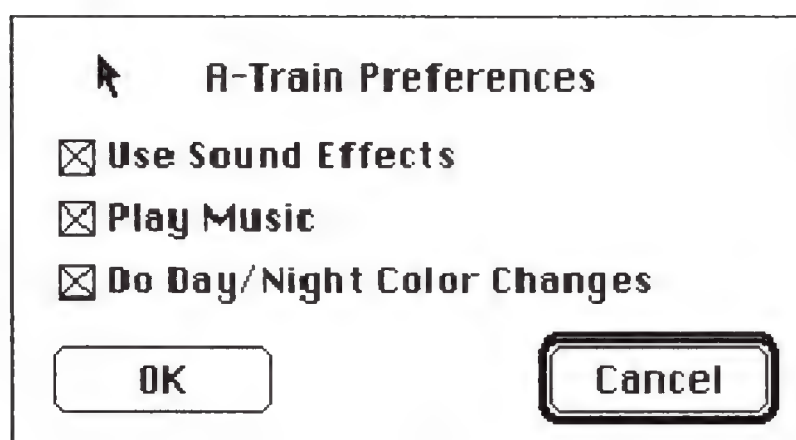 A-Train Preferences
Use Sound Effects
Play Music
Do Day/Night Color Changes
OK Cancel